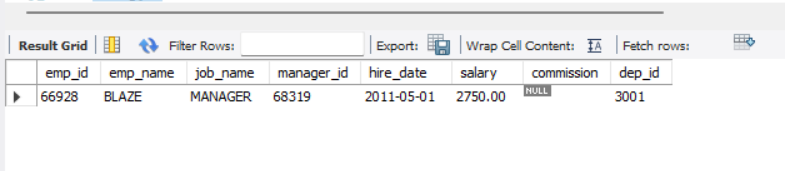 Result Grid Filter Rows: Export: Wrap Cell Content: IA Fetch rows:
emp_id emp_name job_name manager_id hire_date salary commission dep_id
66928 BLAZE MANAGER 68319 2011-05-01 2750.00 NULL 3001